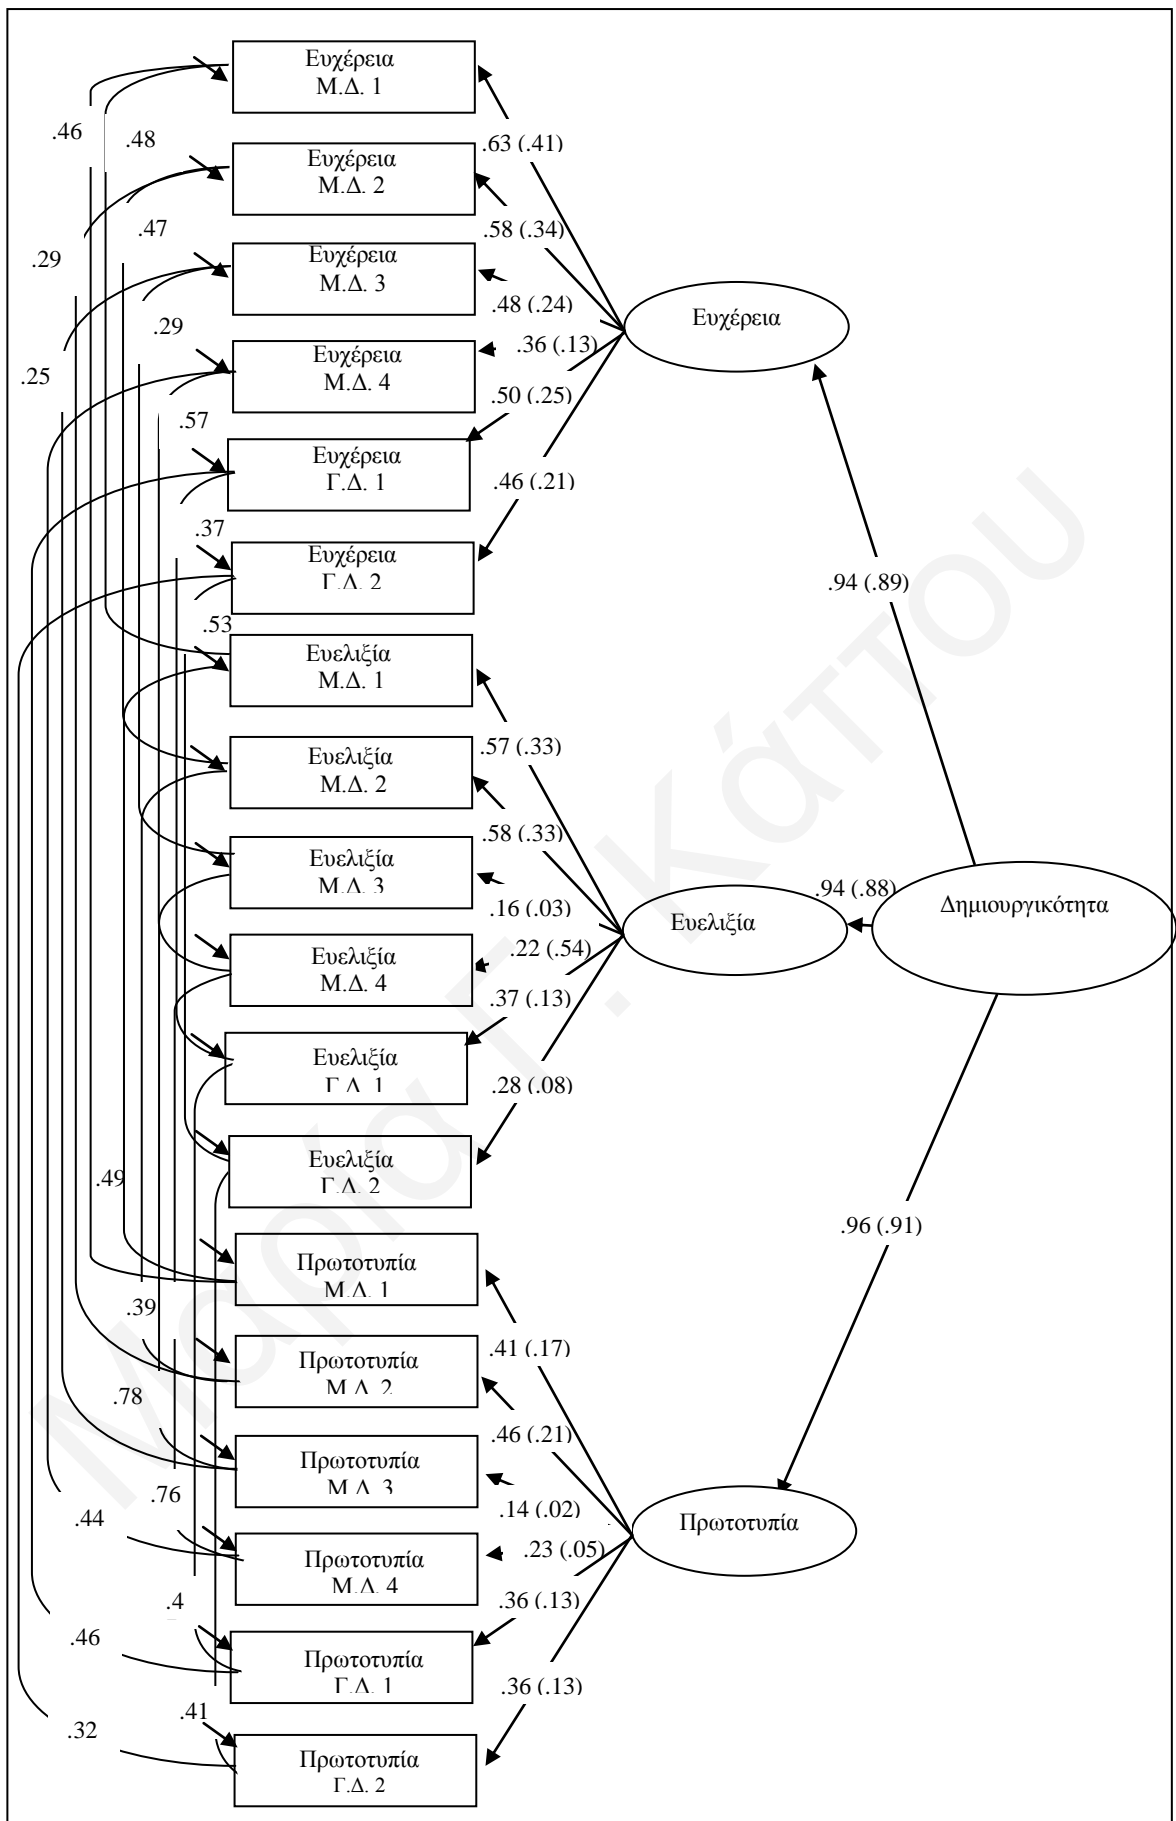 Ευχέρεια
Μ.Δ. 1
.46
.48
.63 (.41)
Ευχέρεια
Μ.Δ. 2
.47
.29
.58 (.34)
Ευχέρεια
Μ.Δ. 3
.48 (.24)
Ευχέρεια
.29
.36 (.13)
Ευχέρεια
Μ.Δ. 4
.25
.50 (.25)
.57
Ευχέρεια
Γ.Δ. 1
.46 (.21)
.37
Ευχέρεια
Γ.Δ. 2
.94 (.89)
.53
Ευελιξία
Μ.Δ. 1
.57 (.33)
Ευελιξία
Μ.Δ. 2
.58 (.33)
Ευελιξία
Μ.Δ. 3
.94 (.88)
.16 (.03)
Ευελιξία
Δημιουργικότητα
.22 (.54)
Ευελιξία
Μ.Δ. 4
.37 (.13)
Ευελιξία
Γ.Δ. 1
.28 (.08)
Ευελιξία
Γ.Δ. 2
.49
.96 (.91)
Πρωτοτυπία
Μ.Δ. 1
.39
.41 (.17)
Πρωτοτυπία
Μ.Δ. 2
.78
.46 (.21)
Πρωτοτυπία
Μ.Δ. 3
.76
.14 (.02)
.44
Πρωτοτυπία
.23 (.05)
Πρωτοτυπία
Μ.Δ. 4
.4
.36 (.13)
.46
Πρωτοτυπία
Γ.Δ. 1
.36 (.13)
.41
.32
Πρωτοτυπία
Γ.Δ. 2
Μαρία Γ. Κάττου